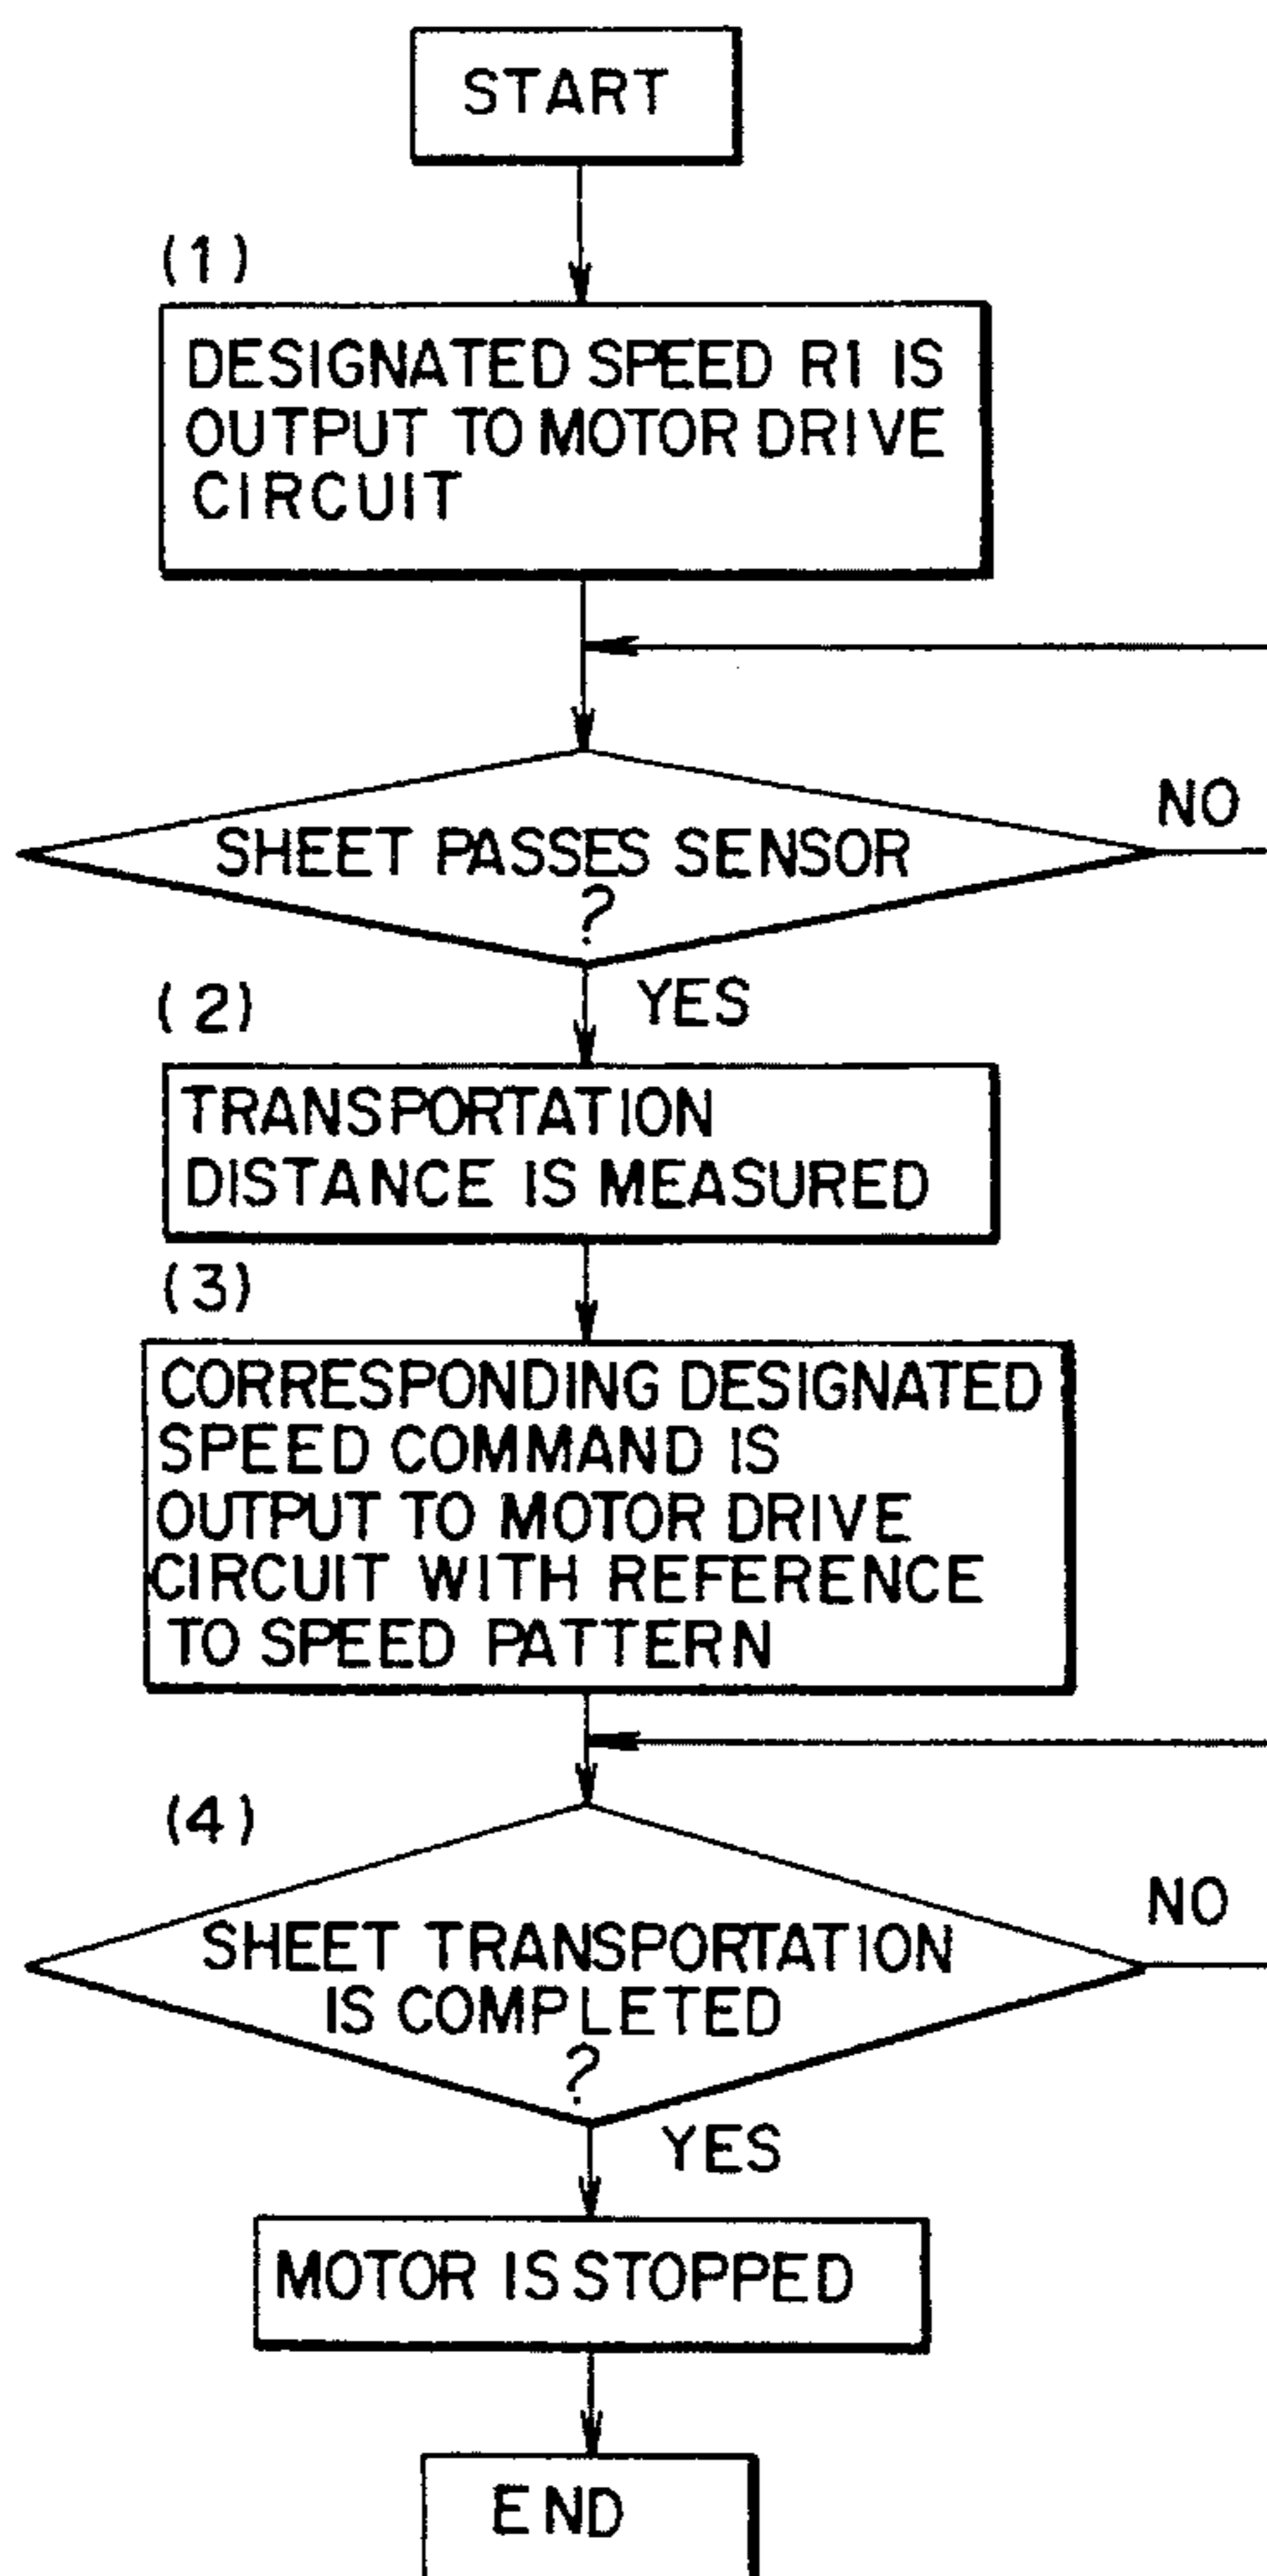 START
(1)
DESIGNATED SPEED R1 IS
OUTPUT TO MOTOR DRIVE
CIRCUIT
NO
SHEET PASSES SENSOR
?
YES
(2)
TRANSPORTATION
DISTANCE IS MEASURED
(3)
CORRESPONDING DESIGNATED
SPEED COMMAND IS
OUTPUT TO MOTOR DRIVE
CIRCUIT WITH REFERENCE
TO SPEED PATTERN
(4)
NO
SHEET TRANSPORTATION
IS COMPLETED
?
YES
MOTOR IS STOPPED
END